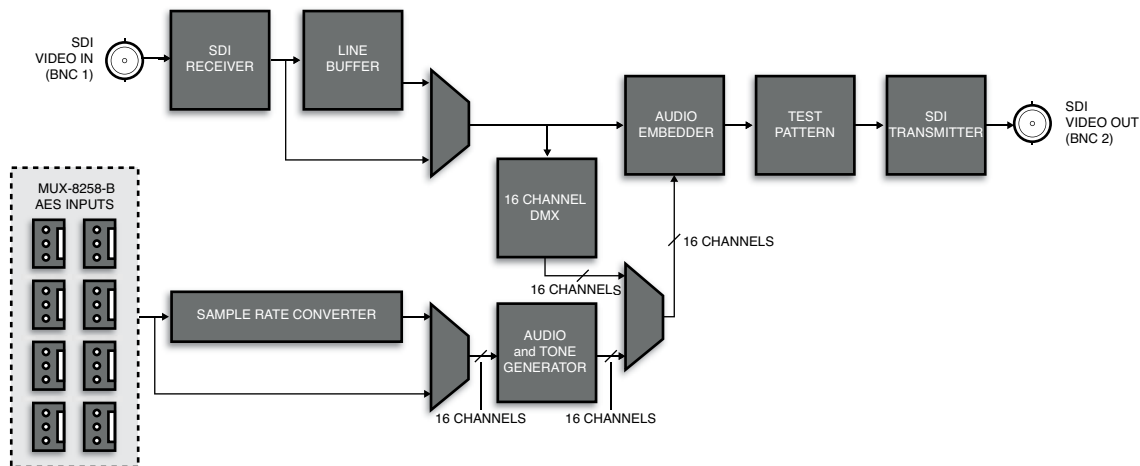 SDI
VIDEO IN
(BNC 1)
SDI
RECEIVER
LINE
BUFFER
AUDIO
EMBEDDER
TEST
PATTERN
SDI
TRANSMITTER
SDI
VIDEO OUT
(BNC 2)
MUX-8258-B
AES INPUTS
16 CHANNEL
DMX
16 CHANNELS
16 CHANNELS
SAMPLE RATE CONVERTER
AUDIO
and TONE
GENERATOR
16 CHANNELS
16 CHANNELS